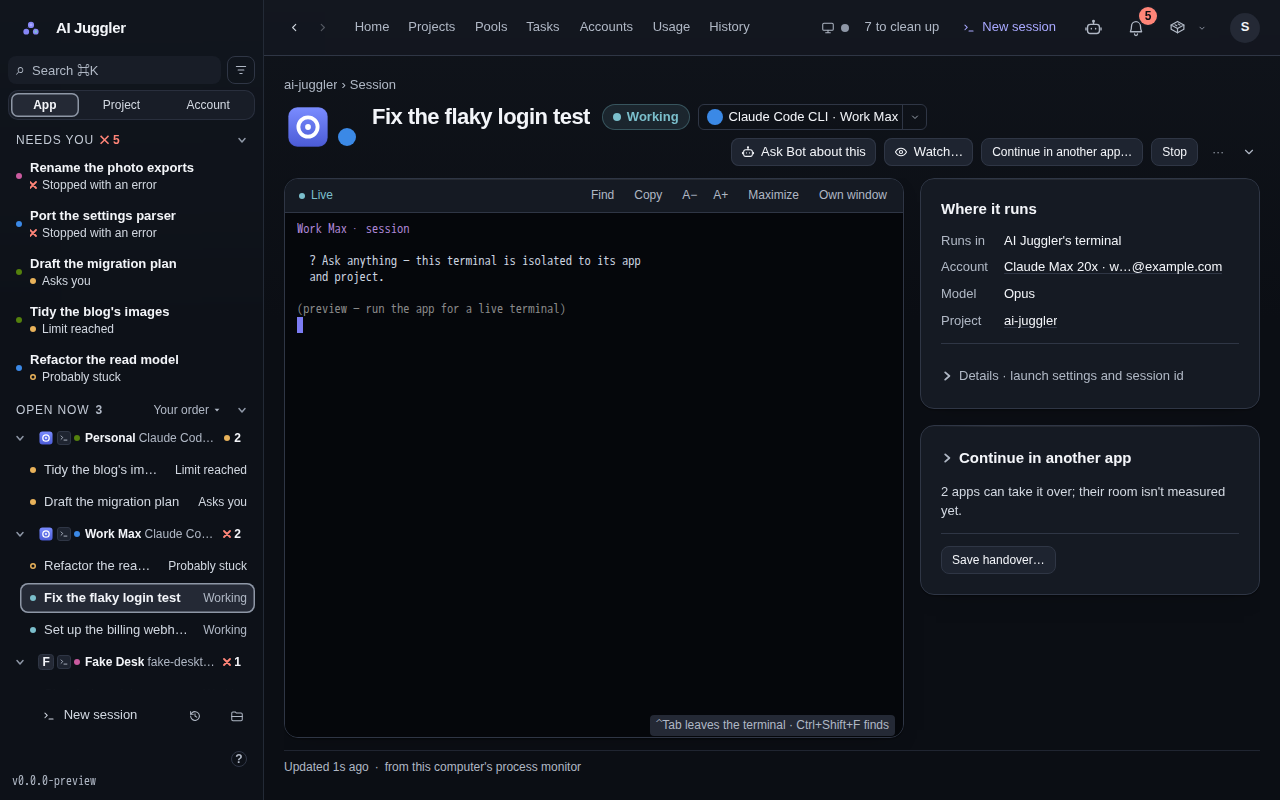 AI Juggler
Search ⌘K
App Project Account
NEEDS YOU 5
Rename the photo exports
Stopped with an error
Port the settings parser
Stopped with an error
Draft the migration plan
Asks you
Tidy the blog's images
Limit reached
Refactor the read model
Probably stuck
OPEN NOW 3 Your order
Personal Claude Cod… 2
Tidy the blog's im… Limit reached
Draft the migration plan Asks you
Work Max Claude Co… 2
Refactor the rea… Probably stuck
Fix the flaky login test Working
Set up the billing webh… Working
F Fake Desk fake-deskt… 1
New session
?
v0.0.0-preview
Home Projects Pools Tasks Accounts Usage History 7 to clean up New session 5 S
ai-juggler › Session
Fix the flaky login test Working Claude Code CLI · Work Max
Ask Bot about this Watch… Continue in another app… Stop …
Live Find Copy A− A+ Maximize Own window
Work Max · session
? Ask anything — this terminal is isolated to its app
and project.
(preview — run the app for a live terminal)
^Tab leaves the terminal · Ctrl+Shift+F finds
Where it runs
Runs in AI Juggler's terminal
Account Claude Max 20x · w…@example.com
Model Opus
Project ai-juggler
Details · launch settings and session id
Continue in another app
2 apps can take it over; their room isn't measured
yet.
Save handover…
Updated 1s ago · from this computer's process monitor